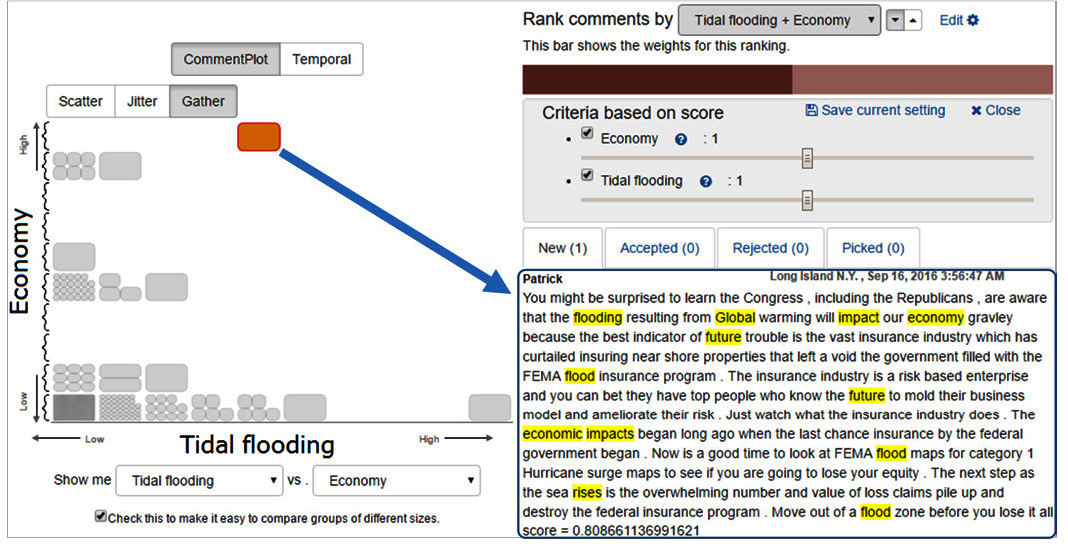 CommentPlot Temporal
Scatter Jitter Gather
High
Economy
Low
Low Tidal flooding High
Show me Tidal flooding vs . Economy
Check this to make it easy to compare groups of different sizes.
Rank comments by Tidal flooding + Economy Edit
This bar shows the weights for this ranking.
Criteria based on score Save current setting Close
Economy ? : 1
Tidal flooding ? : 1
New (1) Accepted (0) Rejected (0) Picked (0)
Patrick Long Island N.Y. , Sep 16, 2016 3:56:47 AM
You might be surprised to learn the Congress , including the Republicans , are aware
that the flooding resulting from Global warming will impact our economy gravley
because the best indicator of future trouble is the vast insurance industry which has
curtailed insuring near shore properties that left a void the government filled with the
FEMA flood insurance program . The insurance industry is a risk based enterprise
and you can bet they have top people who know the future to mold their business
model and ameliorate their risk . Just watch what the insurance industry does . The
economic impacts began long ago when the last chance insurance by the federal
government began . Now is a good time to look at FEMA flood maps for category 1
Hurricane surge maps to see if you are going to lose your equity . The next step as
the sea rises is the overwhelming number and value of loss claims pile up and
destroy the federal insurance program . Move out of a flood zone before you lose it all
score = 0.808661136991621